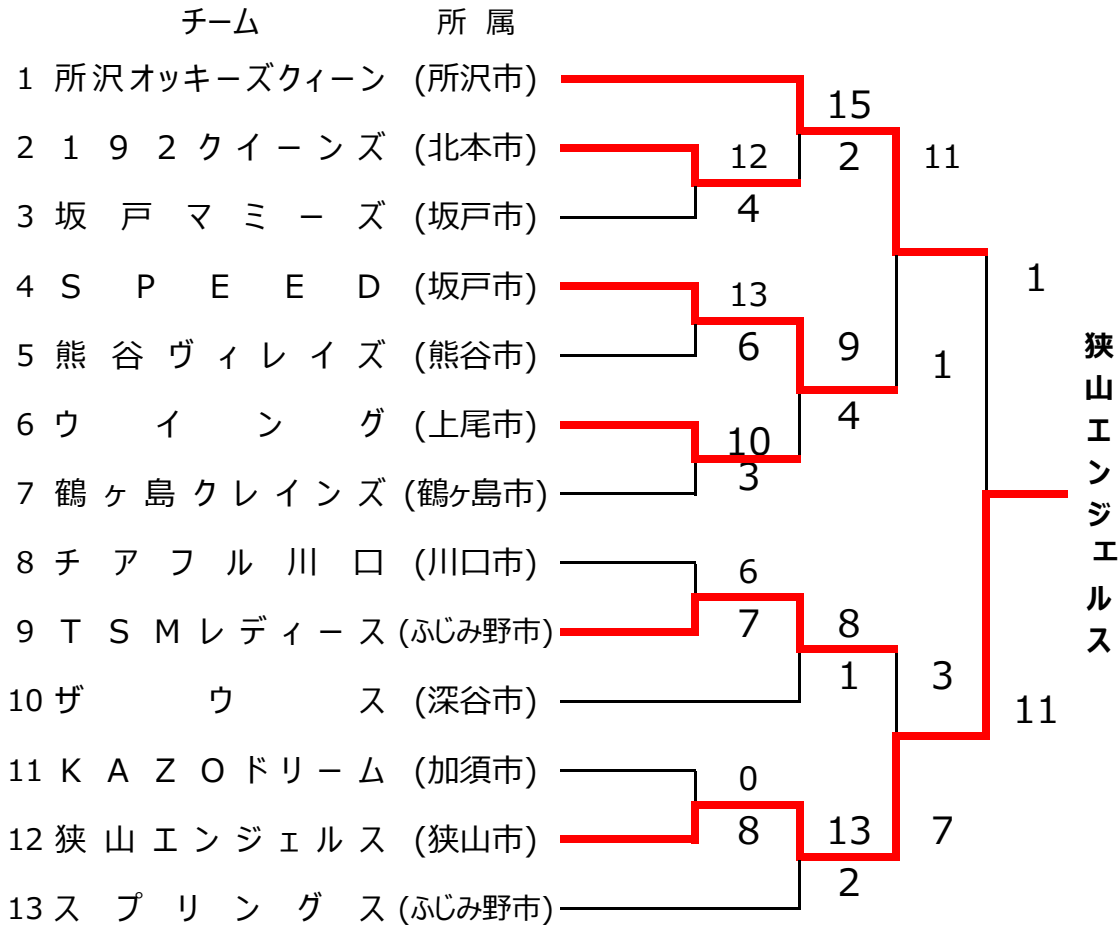 チーム 所属
1 所沢オッキーズクィーン (所沢市)
15
2 192クイーンズ (北本市) 12 2 11
3 坂戸マミーズ (坂戸市) 4
4 SPEED (坂戸市) 13 1
5 熊谷ヴィレイズ (熊谷市) 6 9 1
6 ウイング (上尾市) 10 4
7 鶴ヶ島クレインズ (鶴ヶ島市) 3
8 チアフル川口 (川口市) 6
9 TSMレディース (ふじみ野市) 7 8
10 ザウス (深谷市) 1 3 11
11 KAZOドリーム (加須市) 0
12 狭山エンジェルス (狭山市) 8 13 7
13 スプリングス (ふじみ野市) 2
狭山エンジェルス